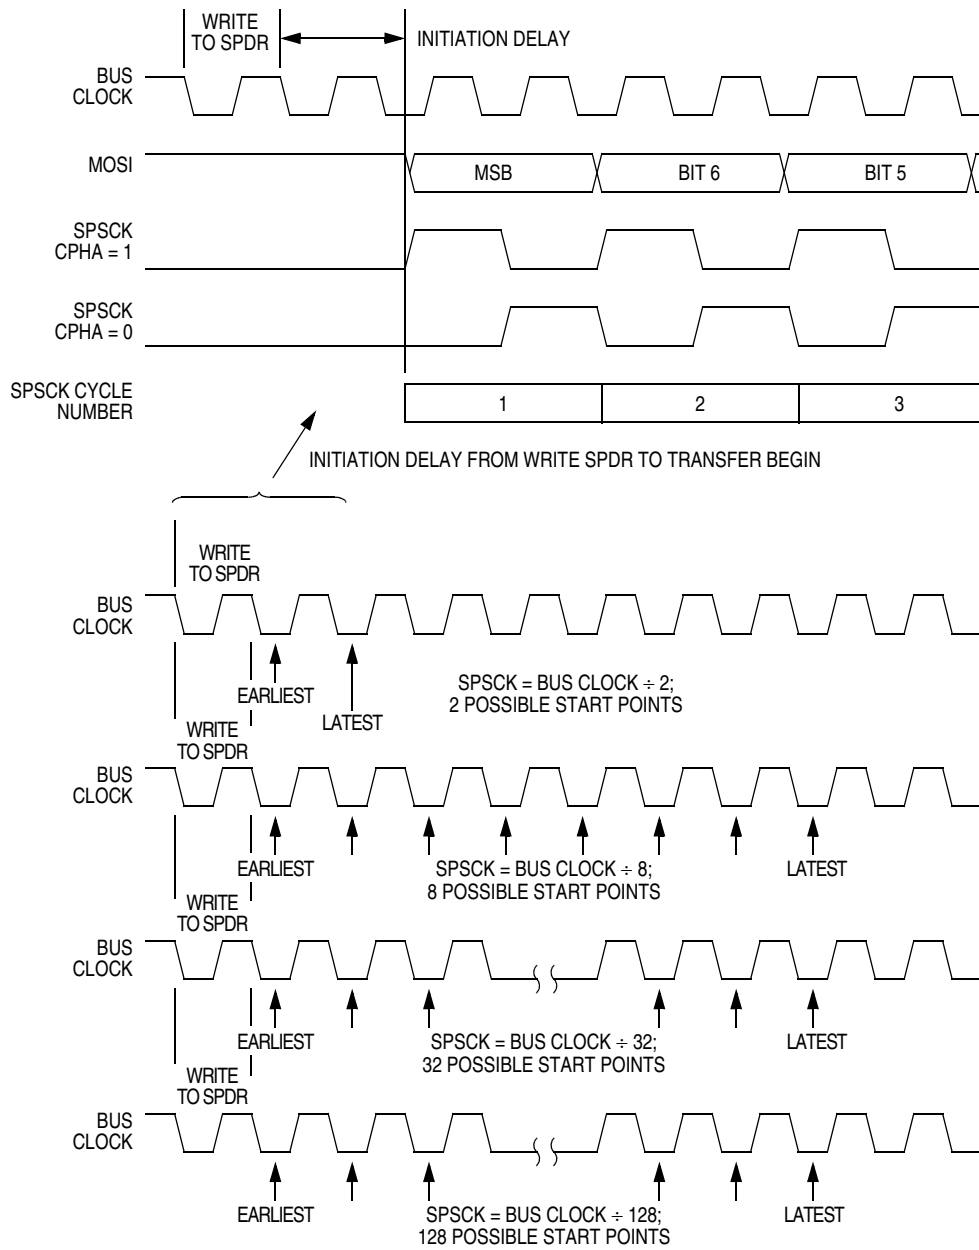 WRITE
TO SPDR
INITIATION DELAY
BUS
CLOCK
MOSI
MSB
BIT 6
BIT 5
SPSCK
CPHA = 1
SPSCK
CPHA = 0
SPSCK CYCLE
NUMBER
1
2
3
INITIATION DELAY FROM WRITE SPDR TO TRANSFER BEGIN
WRITE
TO SPDR
BUS
CLOCK
EARLIEST
LATEST
SPSCK = BUS CLOCK ÷ 2;
2 POSSIBLE START POINTS
WRITE
TO SPDR
BUS
CLOCK
EARLIEST
SPSCK = BUS CLOCK ÷ 8;
8 POSSIBLE START POINTS
LATEST
WRITE
TO SPDR
BUS
CLOCK
EARLIEST
SPSCK = BUS CLOCK ÷ 32;
32 POSSIBLE START POINTS
LATEST
WRITE
TO SPDR
BUS
CLOCK
EARLIEST
SPSCK = BUS CLOCK ÷ 128;
128 POSSIBLE START POINTS
LATEST